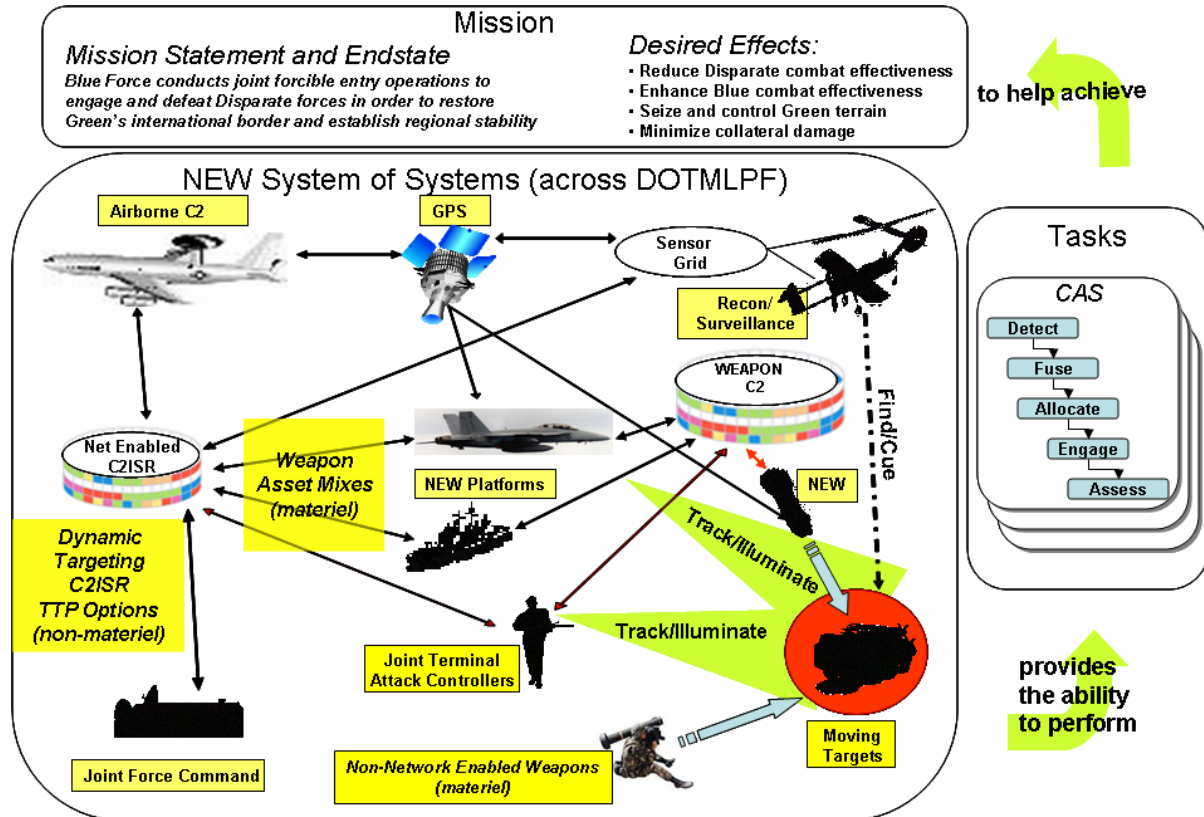 Mission
Mission Statement and Endstate
Blue Force conducts joint forcible entry operations to
engage and defeat Disparate forces in order to restore
Green's international border and establish regional stability
Desired Effects:
▪ Reduce Disparate combat effectiveness
▪ Enhance Blue combat effectiveness
▪ Seize and control Green terrain
▪ Minimize collateral damage
to help achieve
NEW System of Systems (across DOTMLPF)
Airborne C2
GPS
Sensor
Grid
Recon/
Surveillance
WEAPON
C2
Find/Cue
Net Enabled
C2ISR
Weapon
Asset Mixes
(materiel)
NEW Platforms
NEW
Dynamic
Targeting
C2ISR
TTP Options
(non-materiel)
Track/Illuminate
Track/Illuminate
Joint Terminal
Attack Controllers
Moving
Targets
Joint Force Command
Non-Network Enabled Weapons
(materiel)
Tasks
CAS
Detect
Fuse
Allocate
Engage
Assess
provides
the ability
to perform